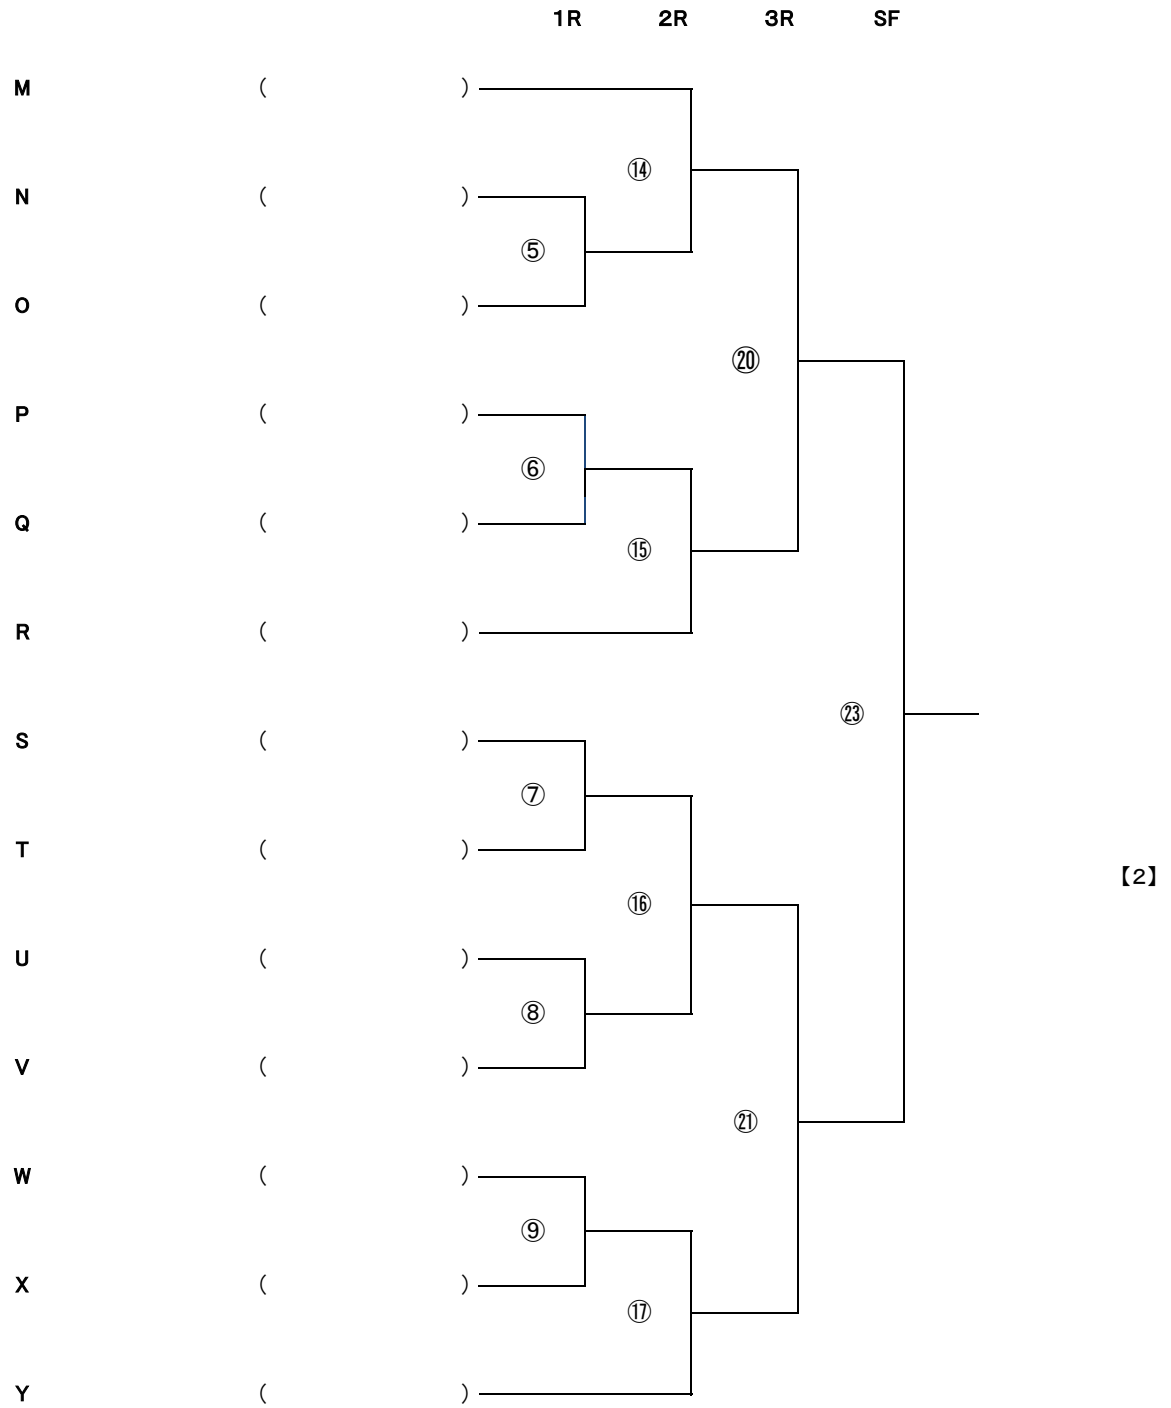 1R 2R 3R SF
M ( )
⑭
N ( )
⑤
O ( )
⑳
P ( )
⑥
Q ( )
⑮
R ( )
㉓
S ( )
⑦
T ( )
【2】
⑯
U ( )
⑧
V ( )
㉑
W ( )
⑨
X ( )
⑰
Y ( )